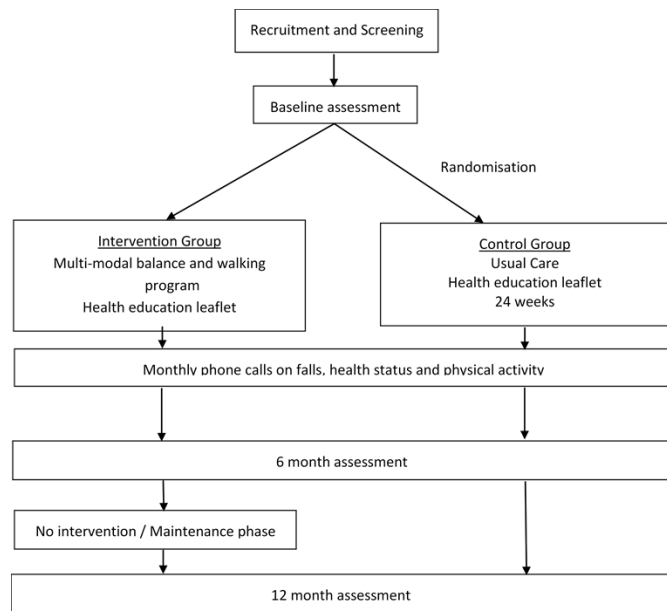 Recruitment and Screening
Baseline assessment
Randomisation
Intervention Group
Multi-modal balance and walking
program
Health education leaflet
Control Group
Usual Care
Health education leaflet
24 weeks
Monthly phone calls on falls, health status and physical activity
6 month assessment
No intervention / Maintenance phase
12 month assessment